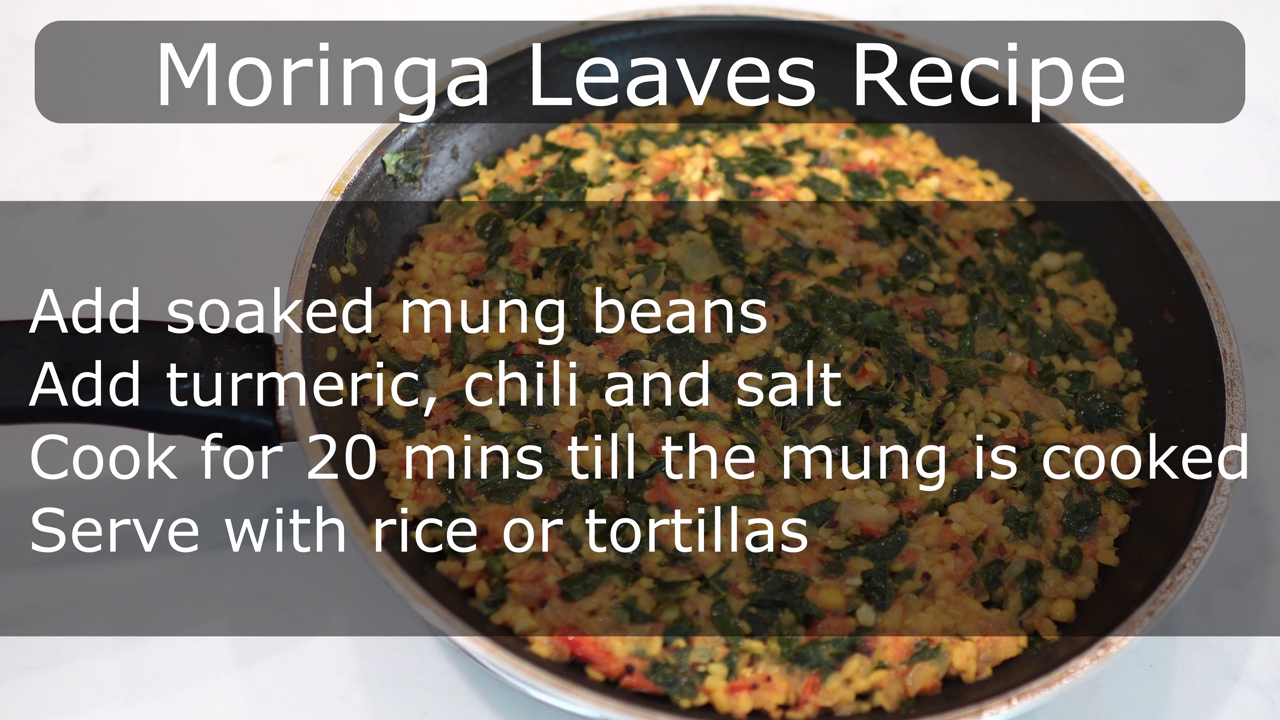 Moringa Leaves Recipe
Add soaked mung beans
Add turmeric, chili and salt
Cook for 20 mins till the mung is cooked
Serve with rice or tortillas